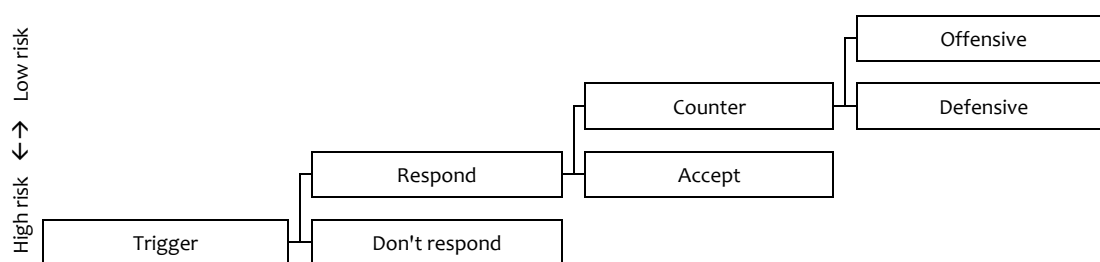 Offensive
Counter
Defensive
Respond
Accept
Trigger
Don't respond
High risk ←→ Low risk